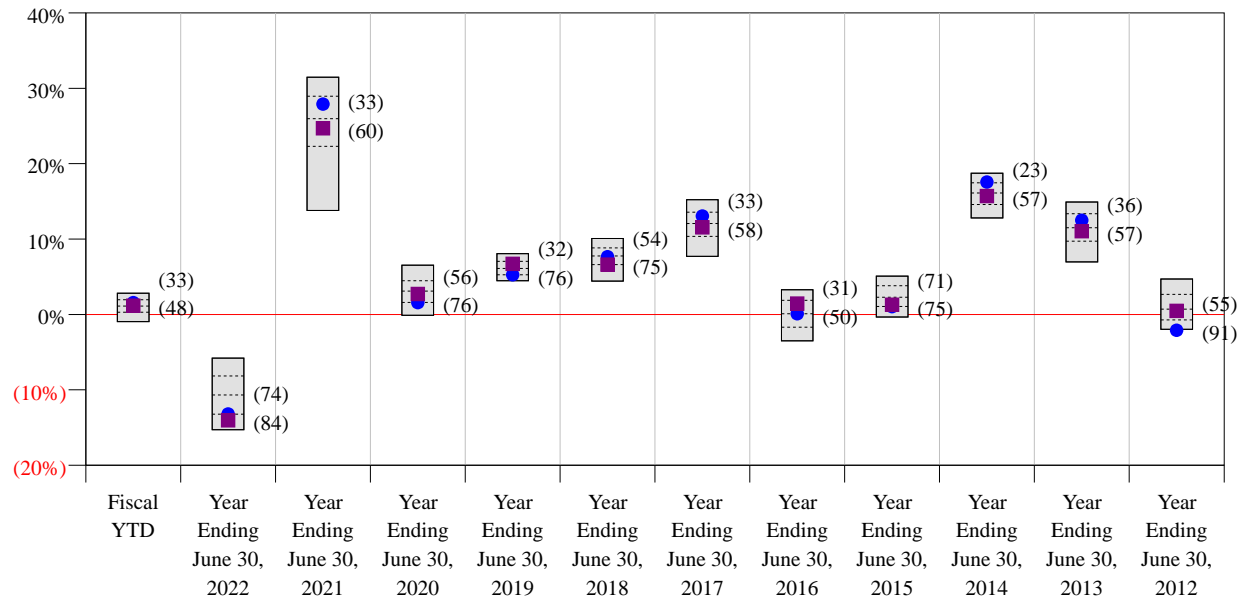 40%
30%
20%
10%
0%
(10%)
(20%)
(33)
(48)
(74)
(84)
(33)
(60)
(56)
(76)
(32)
(76)
(54)
(75)
(33)
(58)
(31)
(50)
(71)
(75)
(23)
(57)
(36)
(57)
(55)
(91)
Fiscal
YTD
Year
Ending
June 30,
2022
Year
Ending
June 30,
2021
Year
Ending
June 30,
2020
Year
Ending
June 30,
2019
Year
Ending
June 30,
2018
Year
Ending
June 30,
2017
Year
Ending
June 30,
2016
Year
Ending
June 30,
2015
Year
Ending
June 30,
2014
Year
Ending
June 30,
2013
Year
Ending
June 30,
2012